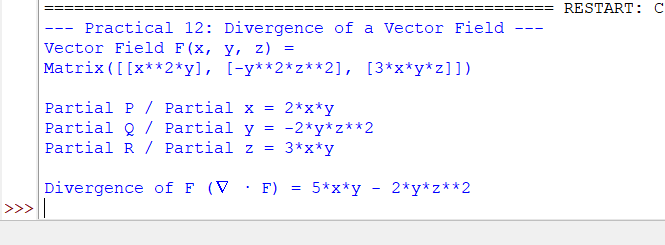 ================================================== RESTART: C
--- Practical 12: Divergence of a Vector Field ---
Vector Field F(x, y, z) =
Matrix([[x**2*y], [-y**2*z**2], [3*x*y*z]])
Partial P / Partial x = 2*x*y
Partial Q / Partial y = -2*y*z**2
Partial R / Partial z = 3*x*y
Divergence of F (∇ · F) = 5*x*y - 2*y*z**2
>>>